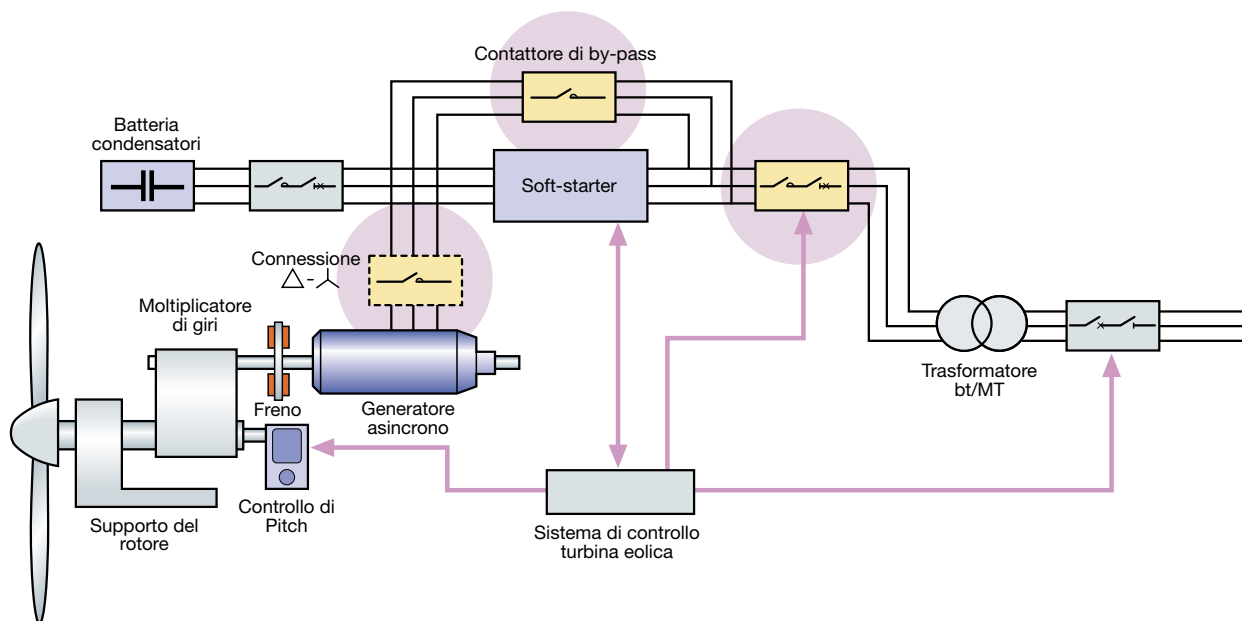 Contattore di by-pass
Batteria
condensatori
Soft-starter
Connessione
Moltiplicatore
di giri
Freno
Generatore
asincrono
Trasformatore
bt/MT
Controllo di
Pitch
Supporto del
rotore
Sistema di controllo
turbina eolica